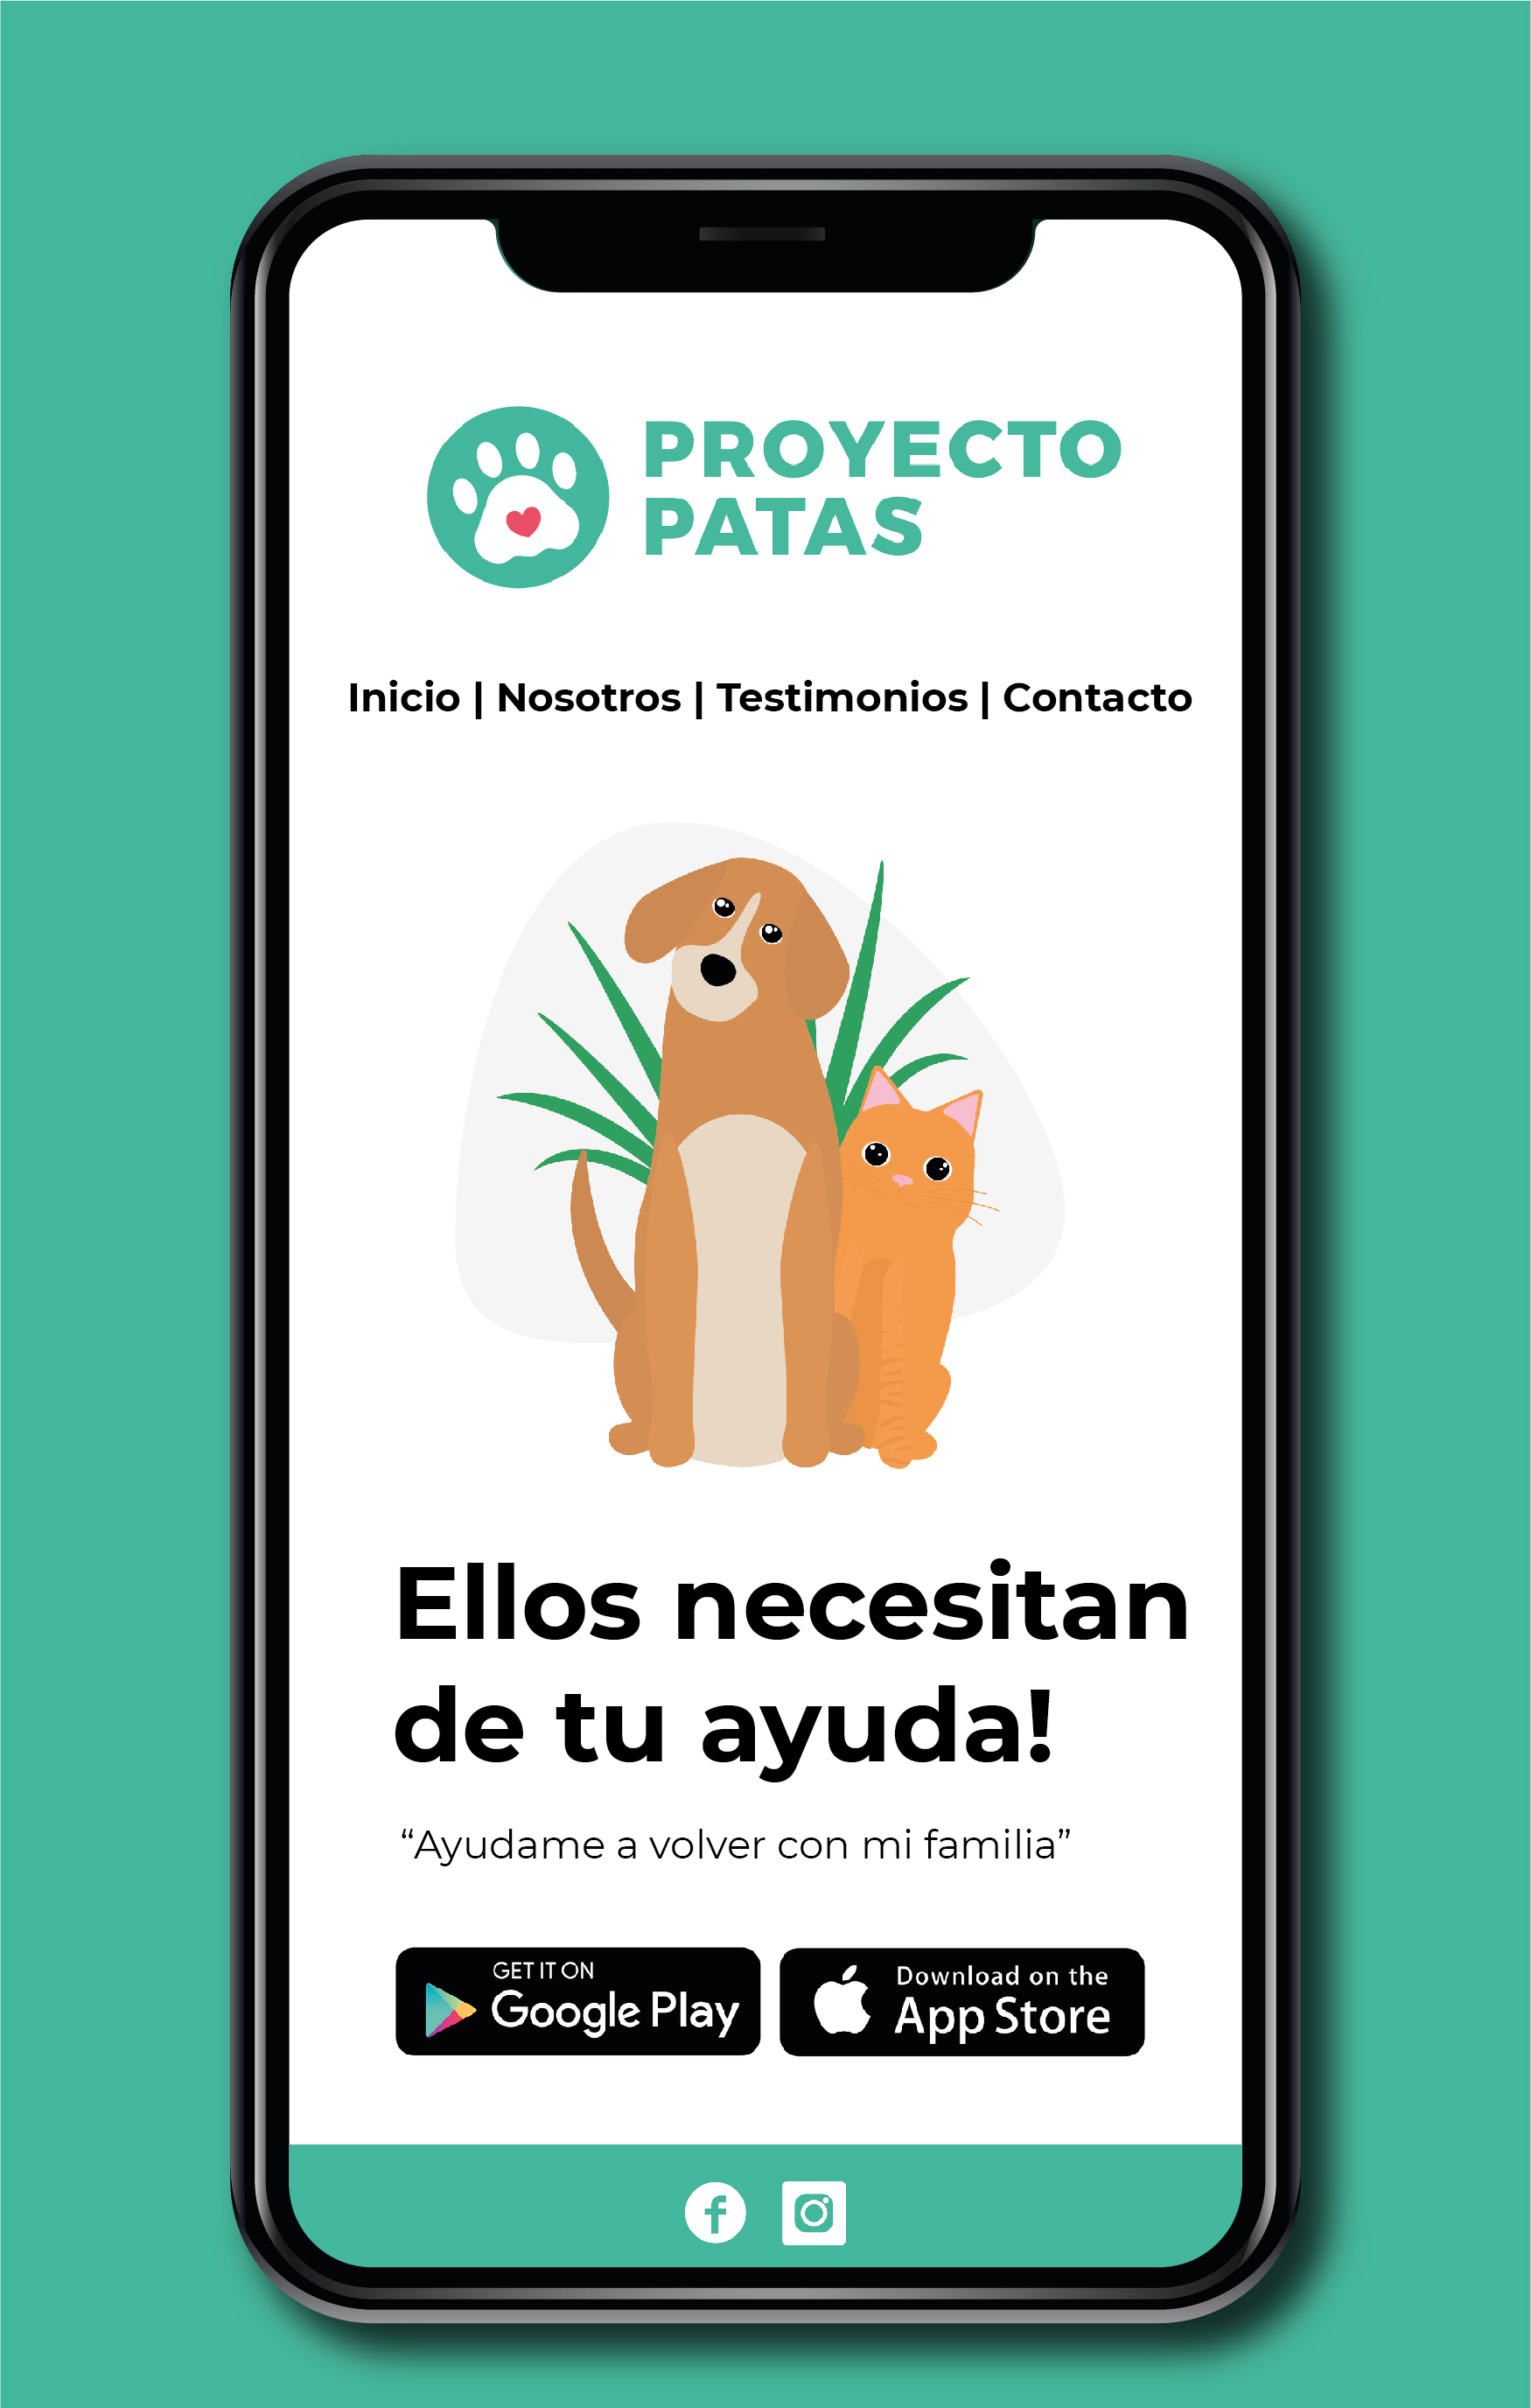 PROYECTO
PATAS
Inicio | Nosotros | Testimonios | Contacto
Ellos necesitan
de tu ayuda!
“Ayudame a volver con mi familia”
GET IT ON
Google Play
Download on the
App Store